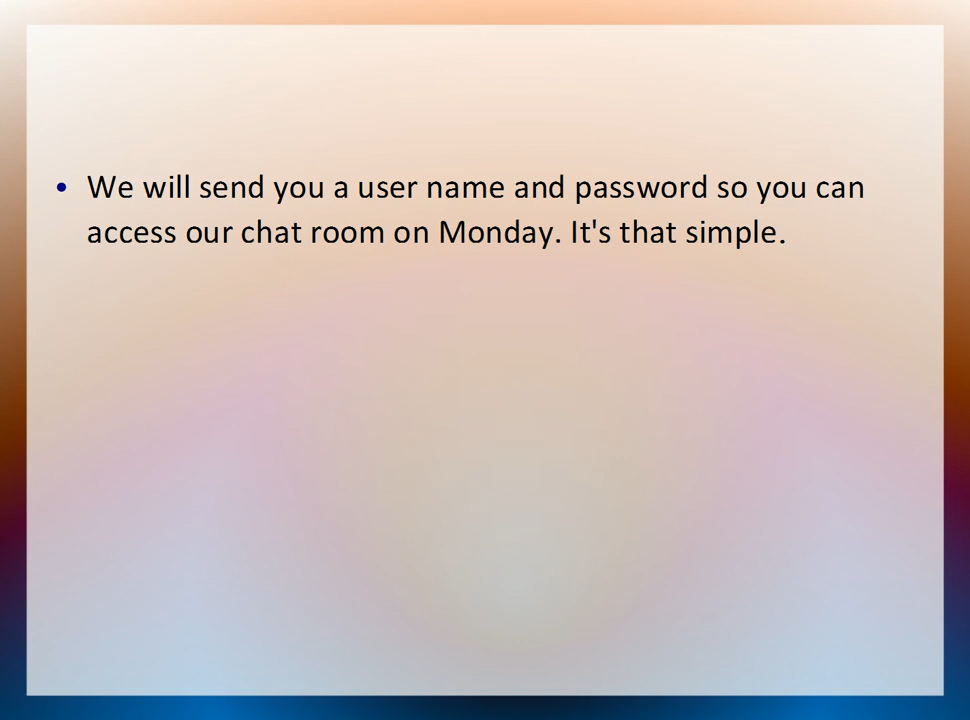 • We will send you a user name and password so you can
access our chat room on Monday. It's that simple.